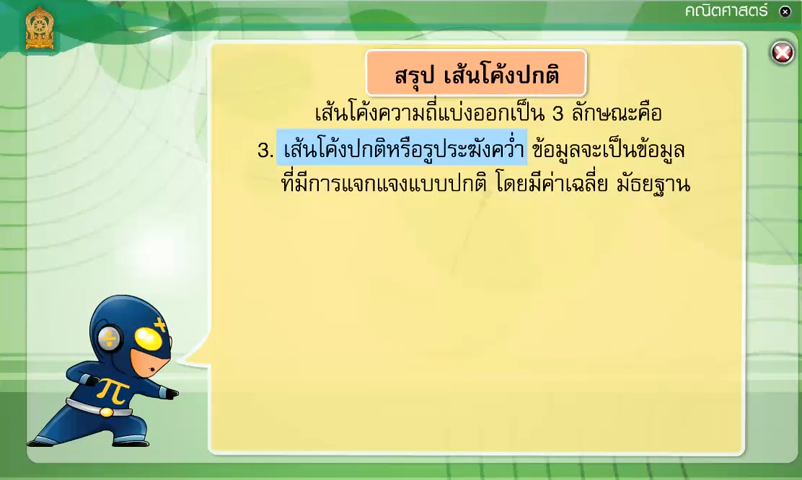 คณิตศาสตร์
สรุป เส้นโค้งปกติ
เส้นโค้งความถี่แบ่งออกเป็น 3 ลักษณะคือ
3. เส้นโค้งปกติหรือรูประฆังคว่ำ ข้อมูลจะเป็นข้อมูล
ที่มีการแจกแจงแบบปกติ โดยมีค่าเฉลี่ย มัธยฐาน
π